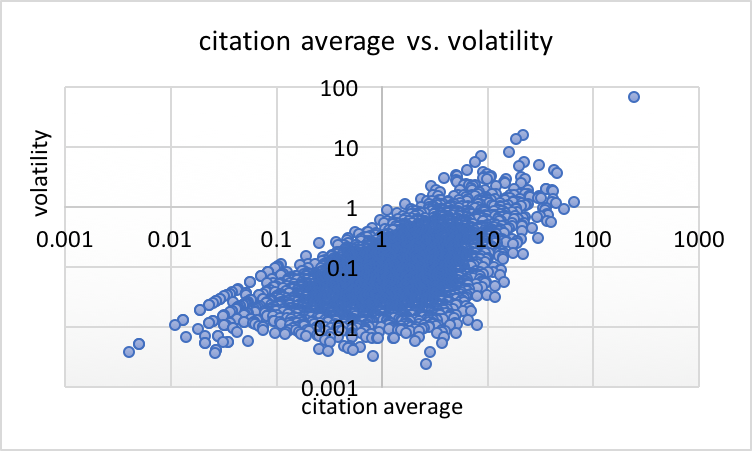 citation average vs. volatility
100
10
1
0.001 0.01 0.1 1 10 100 1000
0.1
0.01
0.001
volatility
citation average